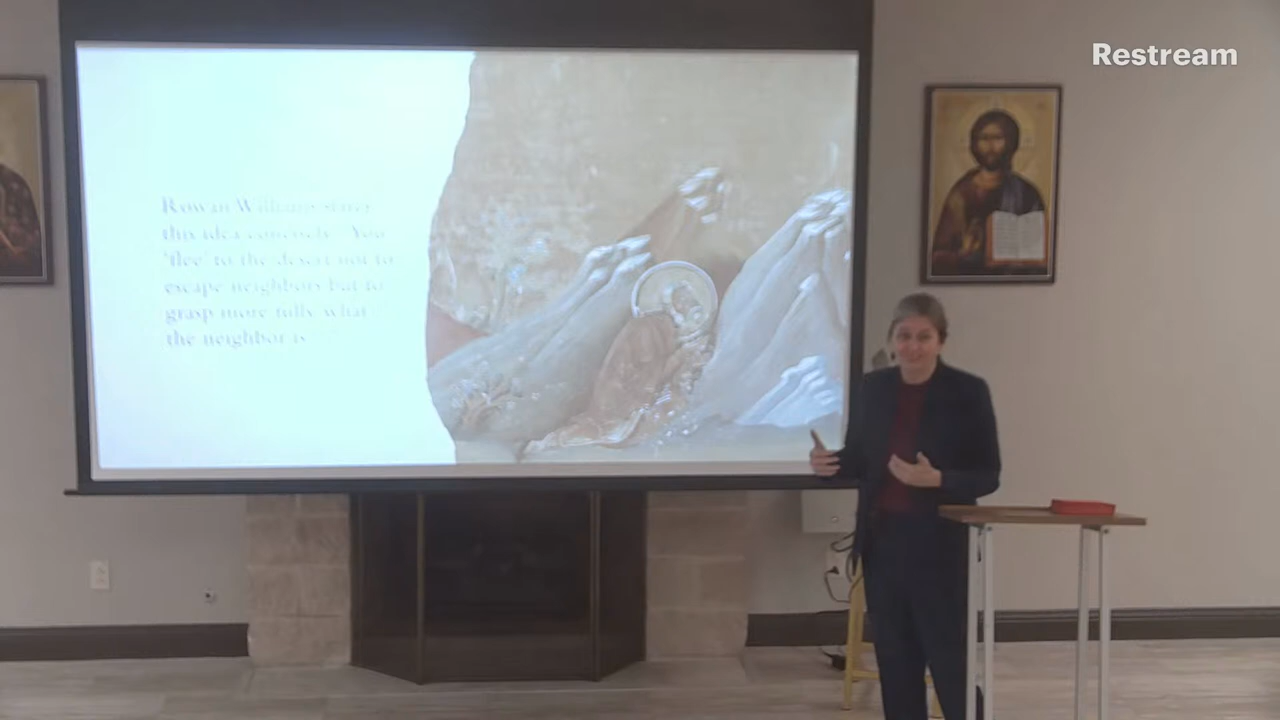 Restream
Rowan Williams states
this idea concisely: You
'flee' to the desert not to
escape neighbors but to
grasp more fully what
the neighbor is